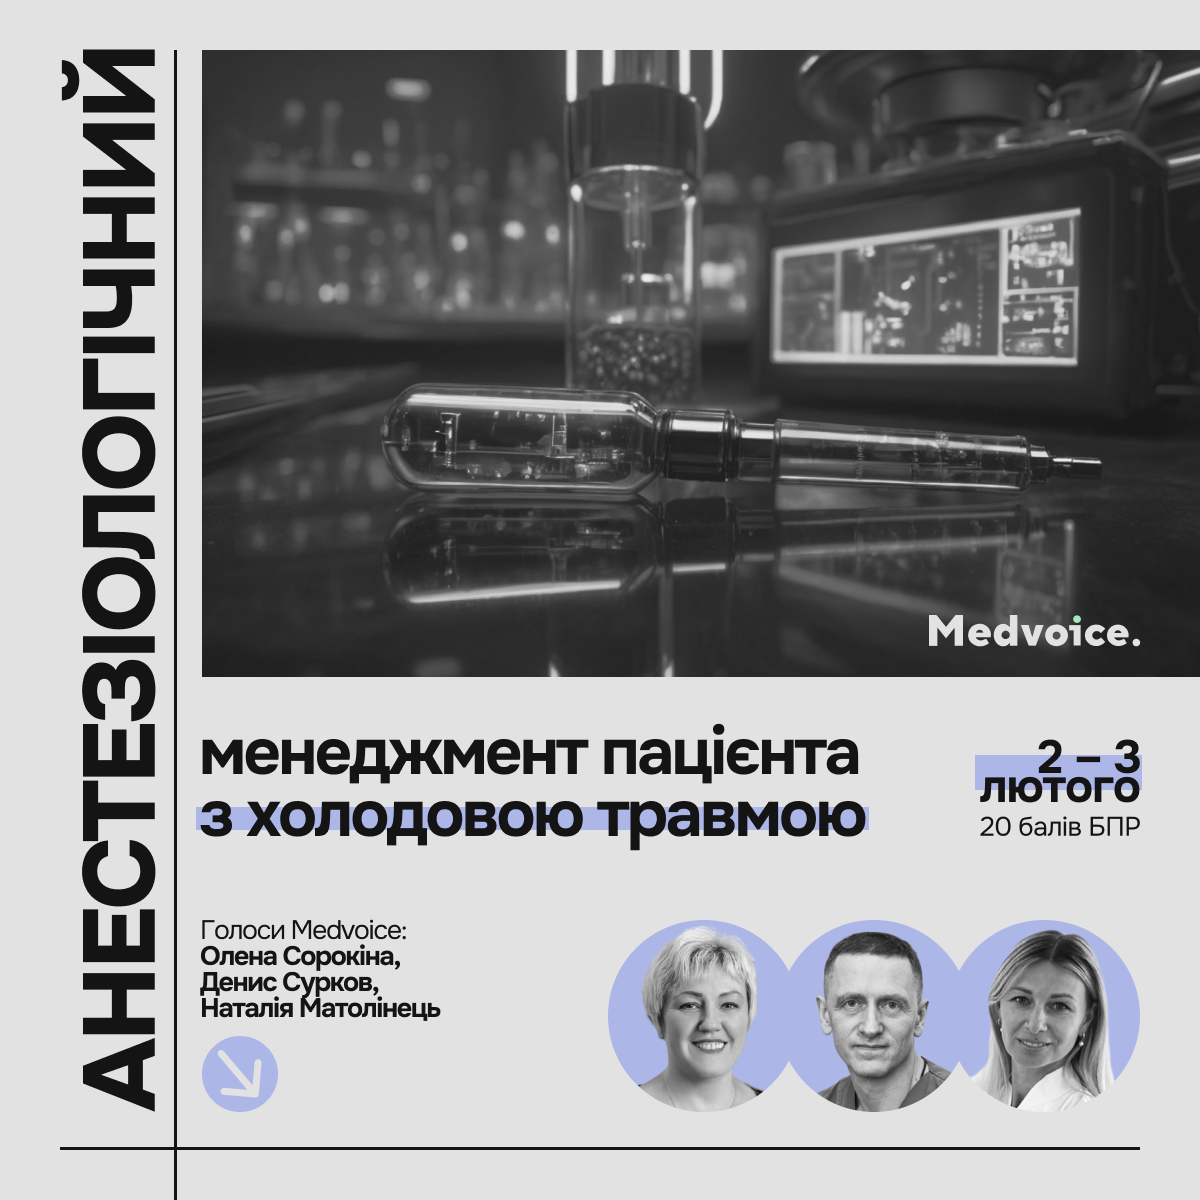 АНЕСТЕЗІОЛОГІЧНИЙ
Medvoice.
менеджмент пацієнта
з холодовою травмою
2 – 3
лютого
20 балів БПР
Голоси Medvoice:
Олена Сорокіна,
Денис Сурков,
Наталія Матолінець